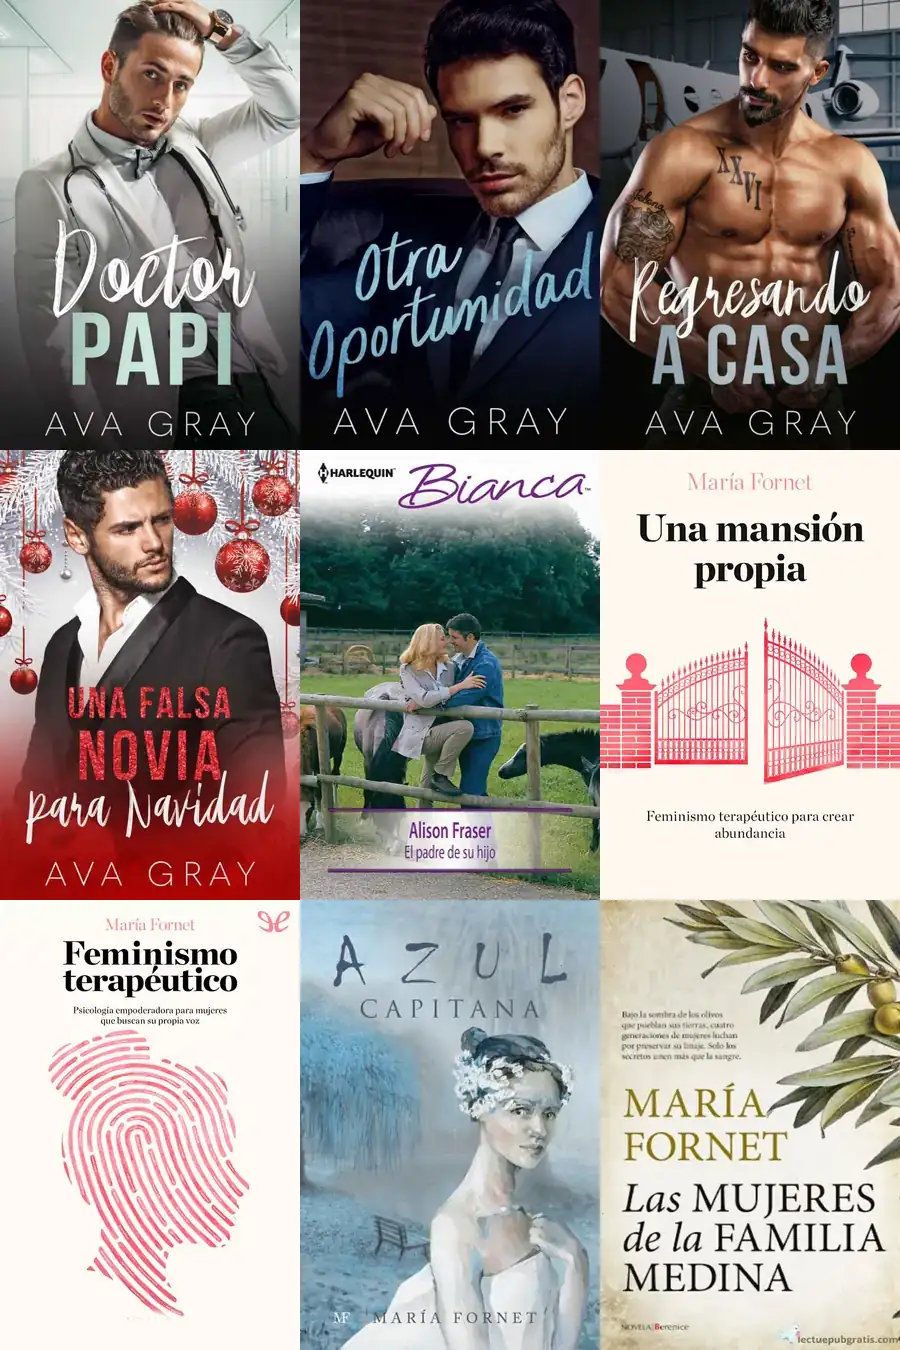 Doctor
PAPI
AVA GRAY
Otra
Oportunidad
AVA GRAY
XXVI
Regresando
A CASA
AVA GRAY
UNA FALSA
NOVIA
para Navidad
AVA GRAY
HARLEQUIN™
Bianca™
Alison Fraser
El padre de su hijo
María Fornet
Una mansión
propia
Feminismo terapéutico para crear
abundancia
María Fornet
Feminismo
terapéutico
Psicología empoderadora para mujeres
que buscan su propia voz
AZUL
CAPITANA
MF MARÍA FORNET
Bajo la sombra de los olivos
que pueblan sus tierras, cuatro
generaciones de mujeres luchan
por preservar su linaje. Solo los
secretos unen más que la sangre.
MARÍA
FORNET
Las MUJERES
de la FAMILIA
MEDINA
NOVELA|Berenice
lectuepubgratis.com